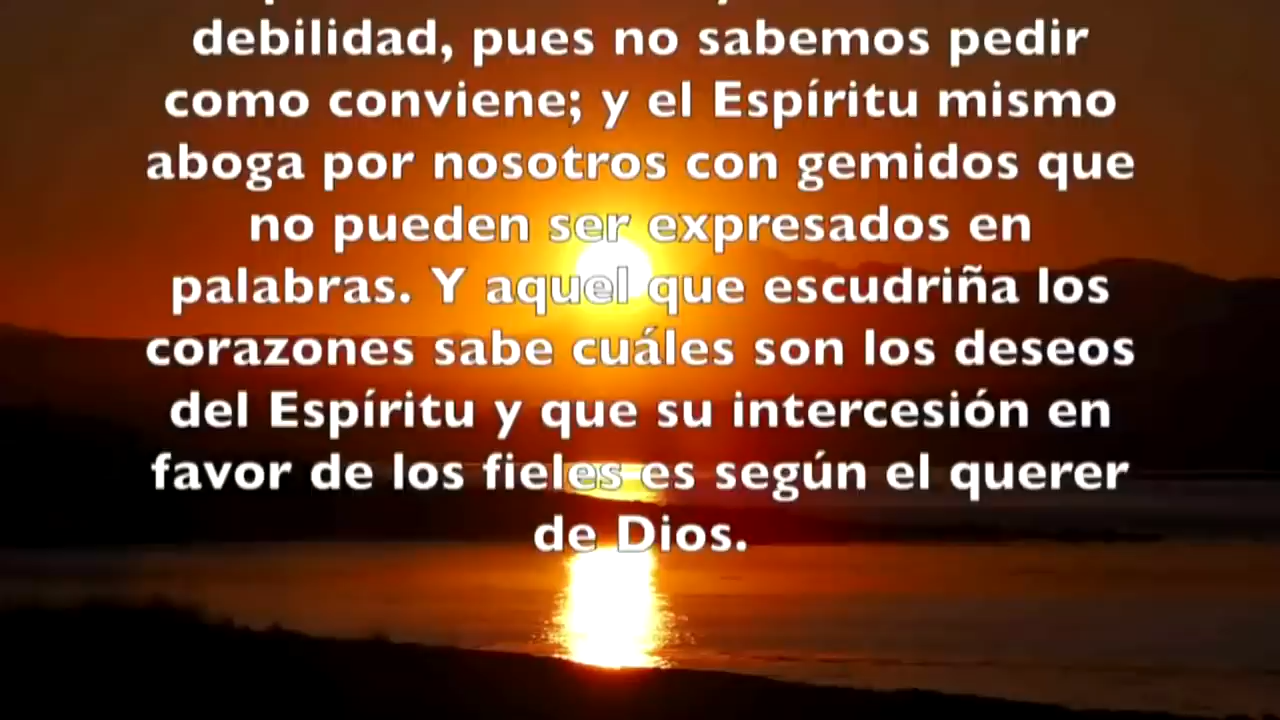 debilidad, pues no sabemos pedir
como conviene; y el Espíritu mismo
aboga por nosotros con gemidos que
no pueden ser expresados en
palabras. Y aquel que escudriña los
corazones sabe cuáles son los deseos
del Espíritu y que su intercesión en
favor de los fieles es según el querer
de Dios.